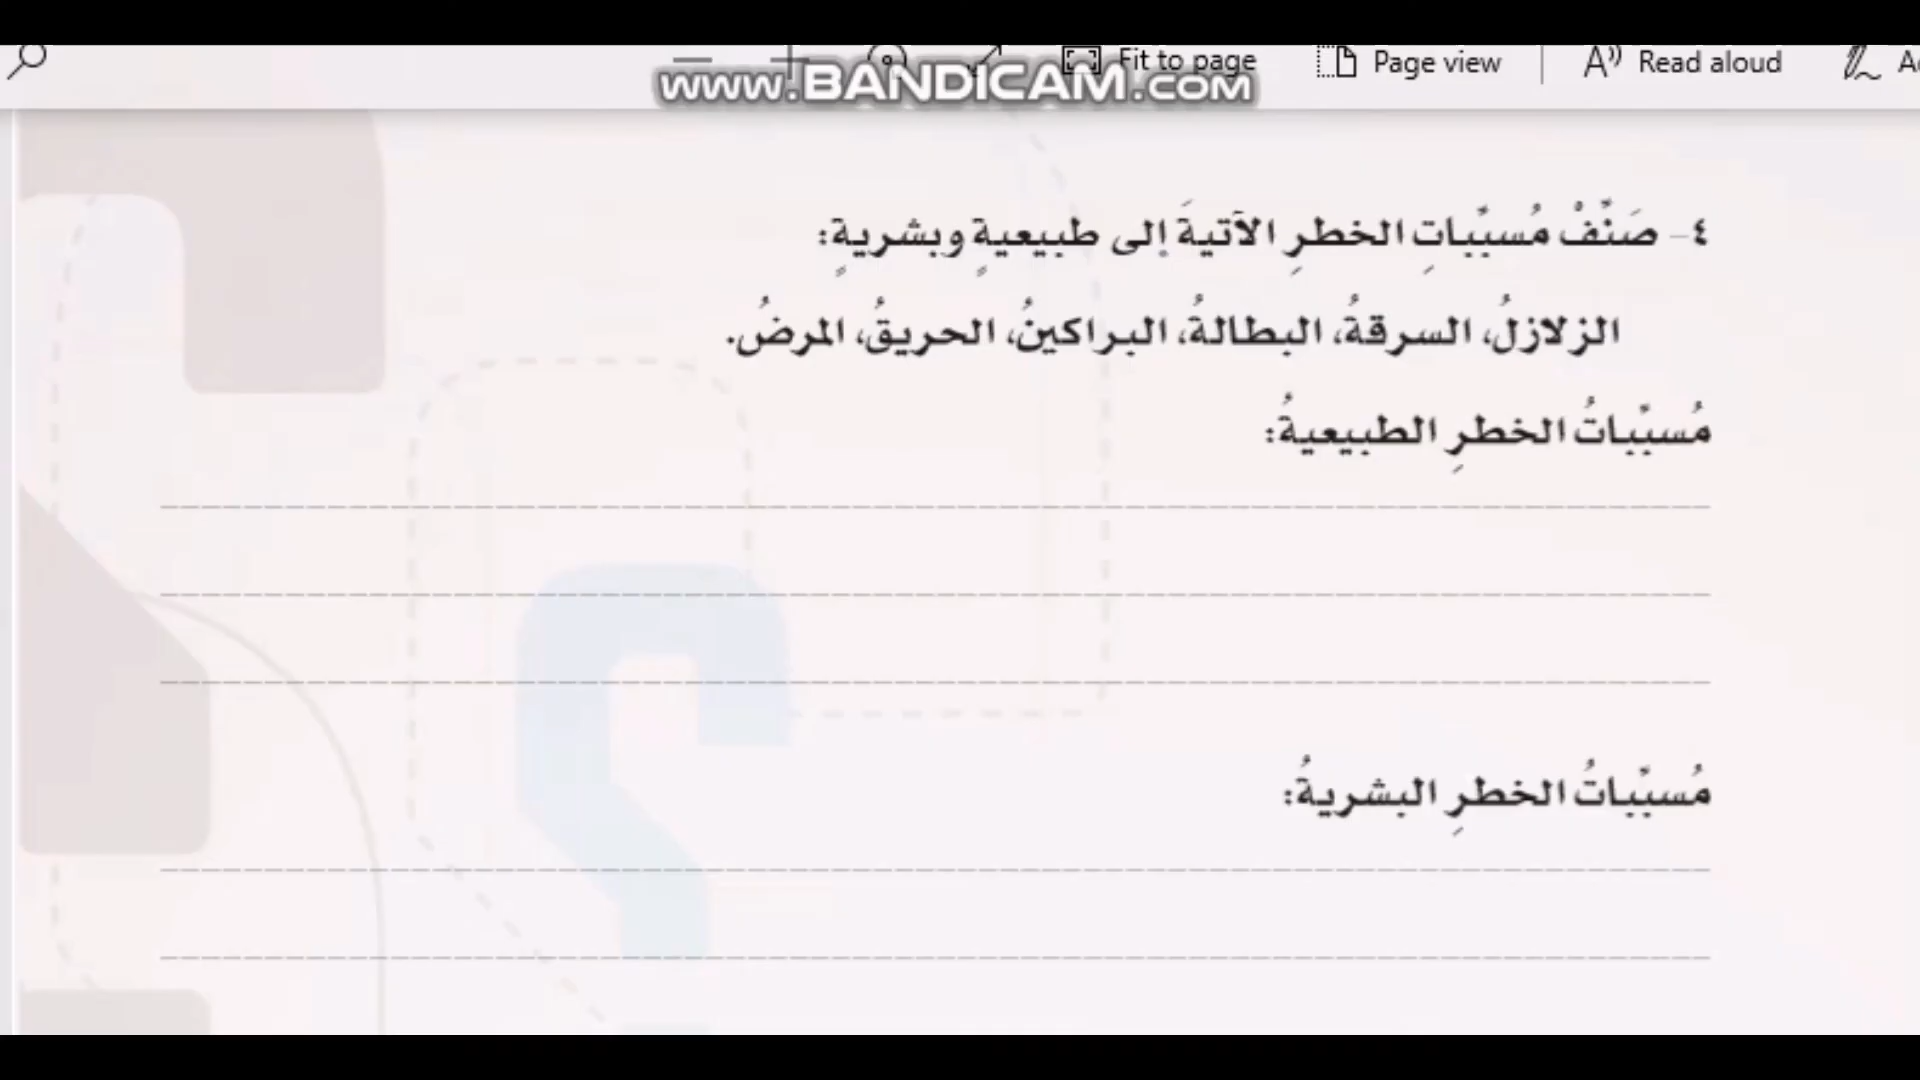 Fit to page
Page view
Read aloud
www.BANDICAM.com
٤- صَنِّفْ مُسبِّباتِ الخطرِ الآتيةَ إلى طبيعيةٍ وبشريةٍ:
الزلازلُ، السرقةُ، البطالةُ، البراكينُ، الحريقُ، المرضُ.
مُسبِّباتُ الخطرِ الطبيعيةُ:
مُسبِّباتُ الخطرِ البشريةُ: